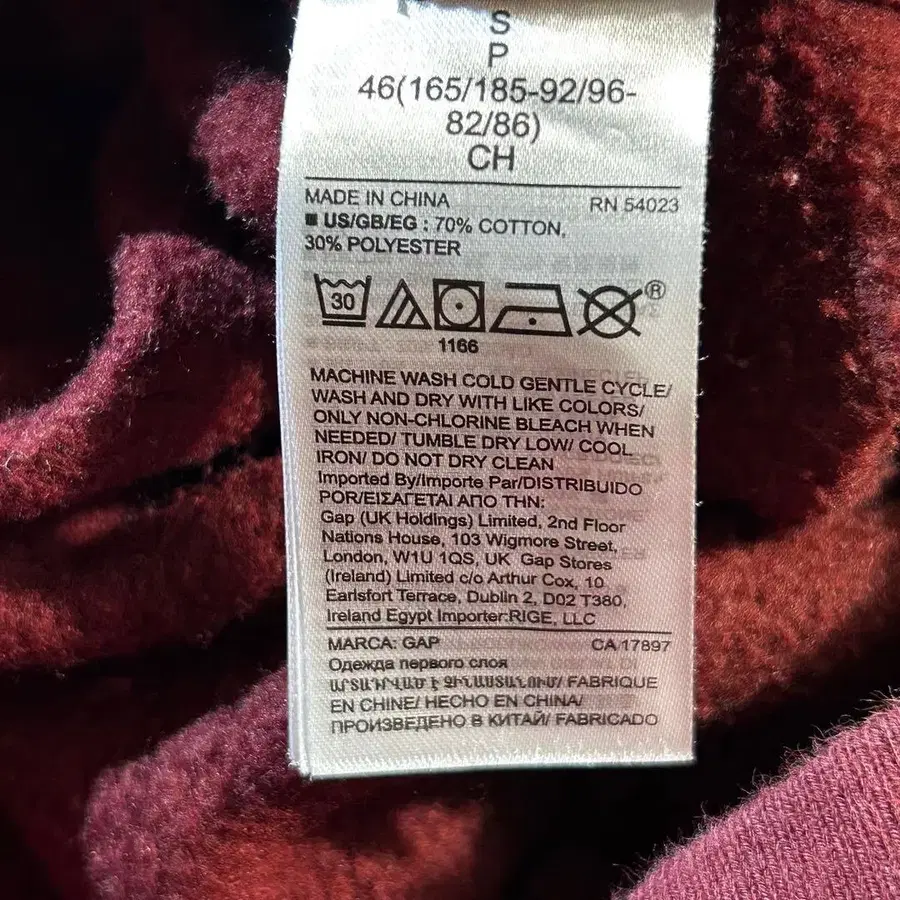 S
P
46(165/185-92/96-
82/86)
CH
MADE IN CHINA RN 54023
■ US/GB/EG : 70% COTTON,
30% POLYESTER
30 ®
1166
MACHINE WASH COLD GENTLE CYCLE/
WASH AND DRY WITH LIKE COLORS/
ONLY NON-CHLORINE BLEACH WHEN
NEEDED/ TUMBLE DRY LOW/ COOL
IRON/ DO NOT DRY CLEAN
Imported By/Importe Par/DISTRIBUIDO
POR/ΕΙΣΑΓΕΤΑΙ ΑΠΟ ΤΗΝ:
Gap (UK Holdings) Limited, 2nd Floor
Nations House, 103 Wigmore Street,
London, W1U 1QS, UK Gap Stores
(Ireland) Limited c/o Arthur Cox, 10
Earlsfort Terrace, Dublin 2, D02 T380,
Ireland Egypt Importer:RIGE, LLC
MARCA: GAP CA 17897
Одежда первого слоя
ԱՐՏԱԴՐՎԱԾ Է ՉԻՆԱՍՏԱՆՈՒՄ/ FABRIQUE
EN CHINE/ HECHO EN CHINA/
ПРОИЗВЕДЕНО В КИТАЙ/ FABRICADO